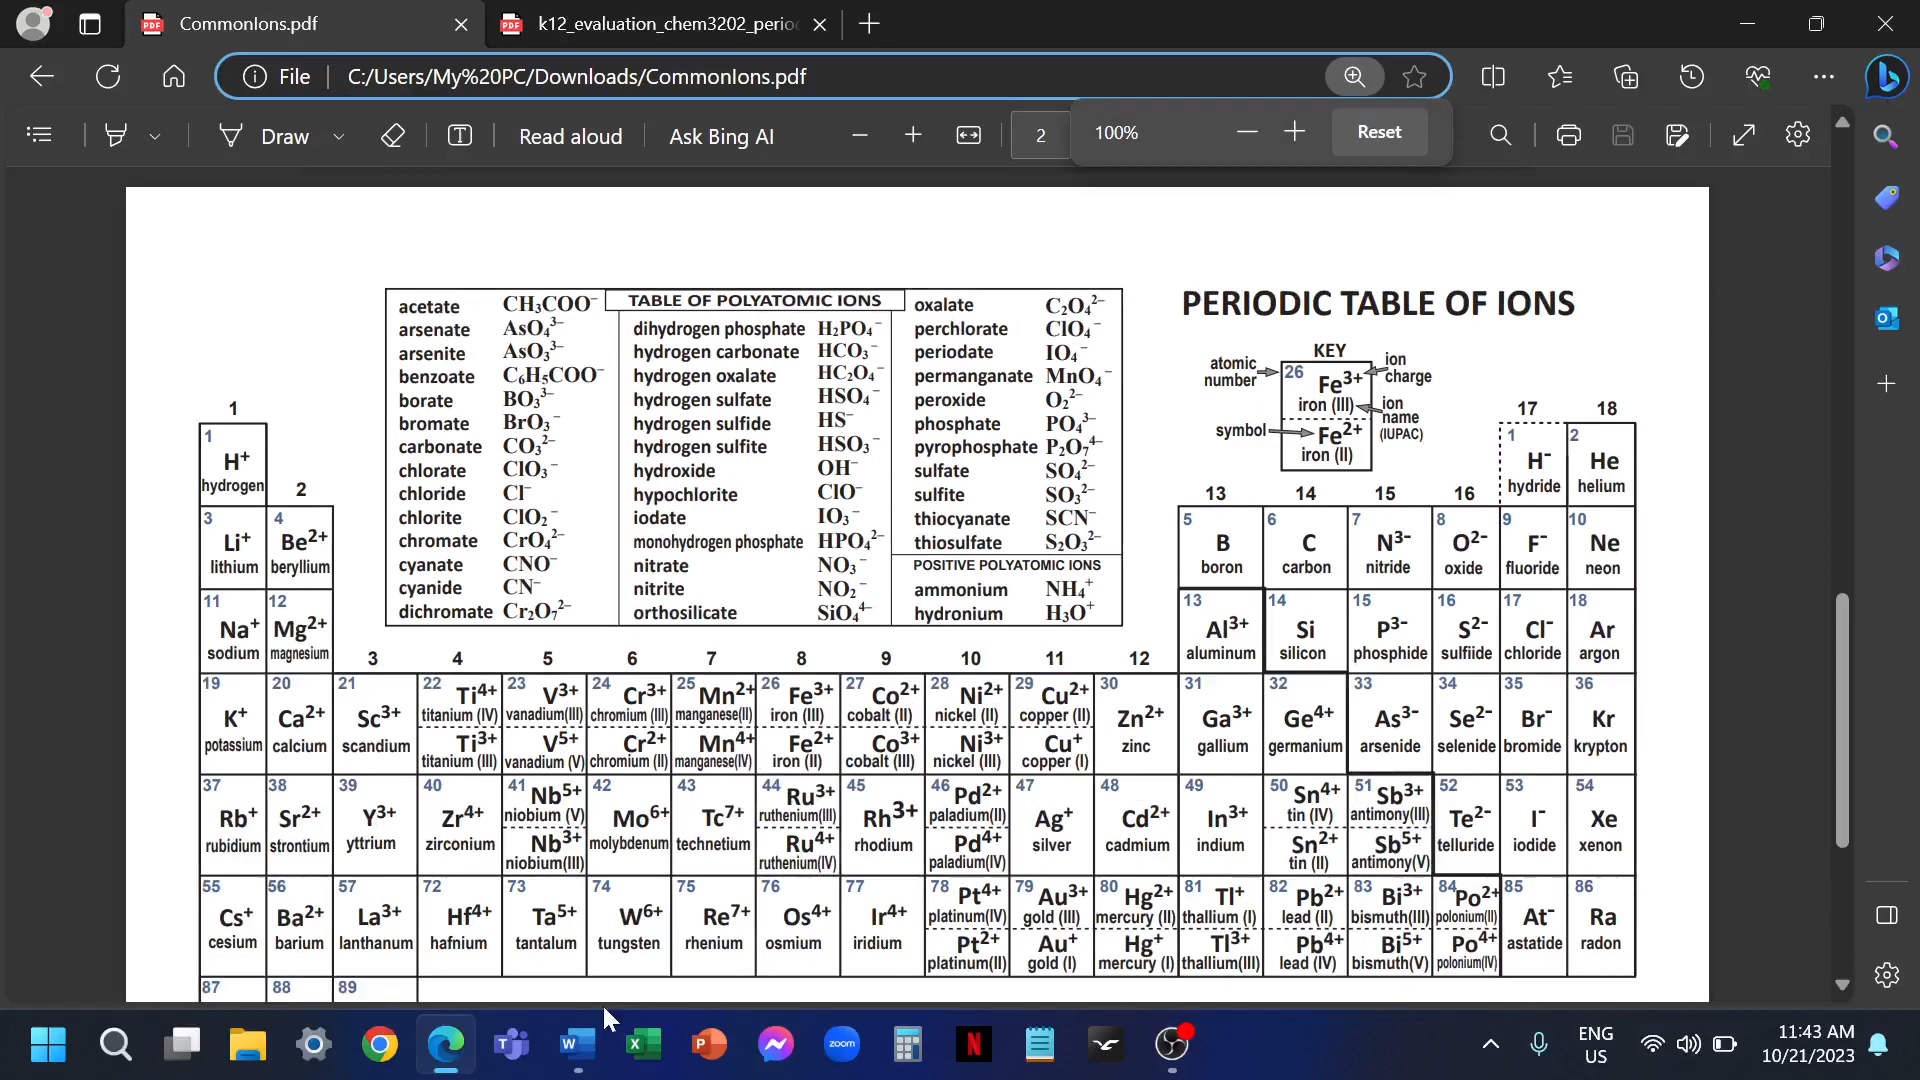 CommonIons.pdf
k12_evaluation_chem3202_perio
File
C:/Users/My%20PC/Downloads/CommonIons.pdf
Draw
Read aloud
Ask Bing AI
2
100%
Reset
TABLE OF POLYATOMIC IONS
acetate CH₃COO⁻
arsenate AsO₄³⁻
arsenite AsO₃³⁻
benzoate C₆H₅COO⁻
borate BO₃³⁻
bromate BrO₃⁻
carbonate CO₃²⁻
chlorate ClO₃⁻
chloride Cl⁻
chlorite ClO₂⁻
chromate CrO₄²⁻
cyanate CNO⁻
cyanide CN⁻
dichromate Cr₂O₇²⁻
dihydrogen phosphate H₂PO₄⁻
hydrogen carbonate HCO₃⁻
hydrogen oxalate HC₂O₄⁻
hydrogen sulfate HSO₄⁻
hydrogen sulfide HS⁻
hydrogen sulfite HSO₃⁻
hydroxide OH⁻
hypochlorite ClO⁻
iodate IO₃⁻
monohydrogen phosphate HPO₄²⁻
nitrate NO₃⁻
nitrite NO₂⁻
orthosilicate SiO₄⁴⁻
oxalate C₂O₄²⁻
perchlorate ClO₄⁻
periodate IO₄⁻
permanganate MnO₄⁻
peroxide O₂²⁻
phosphate PO₄³⁻
pyrophosphate P₂O₇⁴⁻
sulfate SO₄²⁻
sulfite SO₃²⁻
thiocyanate SCN⁻
thiosulfate S₂O₃²⁻
POSITIVE POLYATOMIC IONS
ammonium NH₄⁺
hydronium H₃O⁺
PERIODIC TABLE OF IONS
KEY
atomic number
ion charge
26 Fe³⁺
iron (III)
ion name (IUPAC)
symbol
Fe²⁺
iron (II)
1 17 18
1 1 2
H⁺ H⁻ He
hydrogen hydride helium
2 13 14 15 16
3 4 5 6 7 8 9 10
Li⁺ Be²⁺ B C N³⁻ O²⁻ F⁻ Ne
lithium beryllium boron carbon nitride oxide fluoride neon
11 12 13 14 15 16 17 18
Na⁺ Mg²⁺ Al³⁺ Si P³⁻ S²⁻ Cl⁻ Ar
sodium magnesium aluminum silicon phosphide sulfiide chloride argon
3 4 5 6 7 8 9 10 11 12
19 20 21 22 23 24 25 26 27 28 29 30 31 32 33 34 35 36
Ti⁴⁺ V³⁺ Cr³⁺ Mn²⁺ Fe³⁺ Co²⁺ Ni²⁺ Cu²⁺
titanium (IV) vanadium(III) chromium (III) manganese(II) iron (III) cobalt (II) nickel (II) copper (II)
K⁺ Ca²⁺ Sc³⁺ Zn²⁺ Ga³⁺ Ge⁴⁺ As³⁻ Se²⁻ Br⁻ Kr
potassium calcium scandium zinc gallium germanium arsenide selenide bromide krypton
Ti³⁺ V⁵⁺ Cr²⁺ Mn⁴⁺ Fe²⁺ Co³⁺ Ni³⁺ Cu⁺
titanium (III) vanadium (V) chromium (II) manganese(IV) iron (II) cobalt (III) nickel (III) copper (I)
37 38 39 40 41 42 43 44 45 46 47 48 49 50 51 52 53 54
Nb⁵⁺ Ru³⁺ Pd²⁺ Sn⁴⁺ Sb³⁺
niobium (V) ruthenium(III) paladium(II) tin (IV) antimony(III)
Rb⁺ Sr²⁺ Y³⁺ Zr⁴⁺ Mo⁶⁺ Tc⁷⁺ Rh³⁺ Ag⁺ Cd²⁺ In³⁺ Te²⁻ I⁻ Xe
rubidium strontium yttrium zirconium molybdenum technetium rhodium silver cadmium indium telluride iodide xenon
Nb³⁺ Ru⁴⁺ Pd⁴⁺ Sn²⁺ Sb⁵⁺
niobium(III) ruthenium(IV) paladium(IV) tin (II) antimony(V)
55 56 57 72 73 74 75 76 77 78 79 80 81 82 83 84 85 86
Pt⁴⁺ Au³⁺ Hg²⁺ Tl⁺ Pb²⁺ Bi³⁺ Po²⁺
platinum(IV) gold (III) mercury (II) thallium (I) lead (II) bismuth(III) polonium(II)
Cs⁺ Ba²⁺ La³⁺ Hf⁴⁺ Ta⁵⁺ W⁶⁺ Re⁷⁺ Os⁴⁺ Ir⁴⁺ At⁻ Ra
cesium barium lanthanum hafnium tantalum tungsten rhenium osmium iridium astatide radon
Pt²⁺ Au⁺ Hg⁺ Tl³⁺ Pb⁴⁺ Bi⁵⁺ Po⁴⁺
platinum(II) gold (I) mercury (I) thallium(III) lead (IV) bismuth(V) polonium(IV)
87 88 89
zoom
ENG
US
11:43 AM
10/21/2023